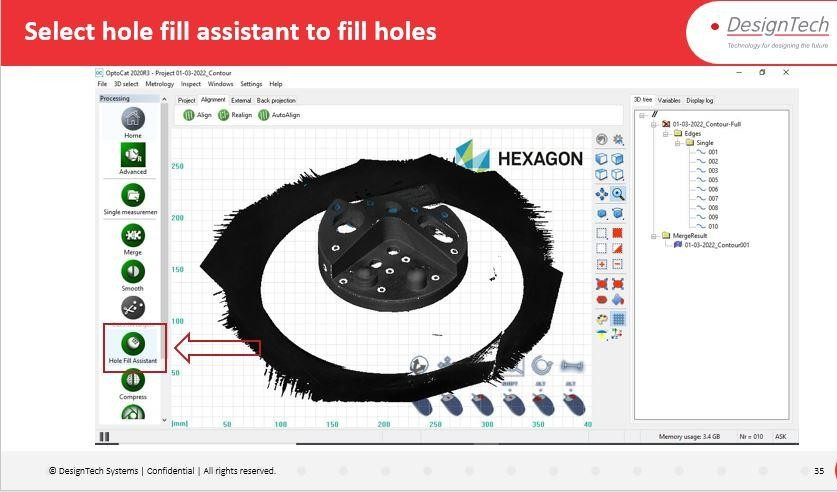 Select hole fill assistant to fill holes
DesignTech
Technology for designing the future
OptoCat 2020R3 - Project 01-03-2022_Contour
File 3D select Metrology Inspect Windows Settings Help
Processing
Project Alignment External Back projection
3D tree Variables Display log
Align Realign AutoAlign
Home
Advanced
Single measuremen
Merge
Smooth
Hole Fill Assistant
Compress
HEXAGON
250
200
150
100
50
[mm] 50 100 150 200 250 300 350 40
//
01-03-2022_Contour-Full
Edges
Single
001
002
003
005
006
007
008
009
010
MergeResult
01-03-2022_Contour001
SHIFT ALT ALT
Memory usage: 3.4 GB Nr = 010 ASK
© DesignTech Systems | Confidential | All rights reserved.
35